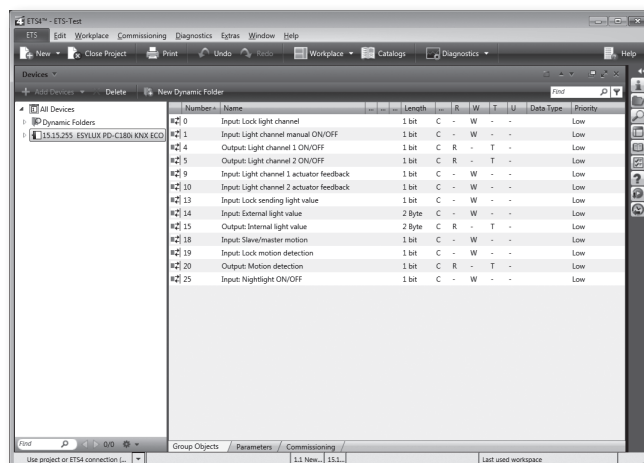 ETS4™ - ETS-Test
ETS Edit Workplace Commissioning Diagnostics Extras Window Help
New Close Project Print Undo Redo Workplace Catalogs Diagnostics Help
Devices
Add Devices Delete New Dynamic Folder Find
All Devices
Dynamic Folders
15.15.255 ESYLUX PD-C180i KNX ECO
Number Name ... ... ... Length ... R W T U Data Type Priority
0 Input: Lock light channel 1 bit C - W - - Low
1 Input: Light channel manual ON/OFF 1 bit C - W - - Low
4 Output: Light channel 1 ON/OFF 1 bit C R - T - Low
5 Output: Light channel 2 ON/OFF 1 bit C R - T - Low
9 Input: Light channel 1 actuator feedback 1 bit C - W - - Low
10 Input: Light channel 2 actuator feedback 1 bit C - W - - Low
13 Input: Lock sending light value 1 bit C - W - - Low
14 Input: External light value 2 Byte C - W - - Low
15 Output: Internal light value 2 Byte C R - T - Low
18 Input: Slave/master motion 1 bit C - W - - Low
19 Input: Lock motion detection 1 bit C - W - - Low
20 Output: Motion detection 1 bit C R - T - Low
25 Input: Nightlight ON/OFF 1 bit C - W - - Low
Find 0/0
Group Objects Parameters Commissioning
Use project or ETS4 connection (... 1.1 New... 15.1... Last used workspace